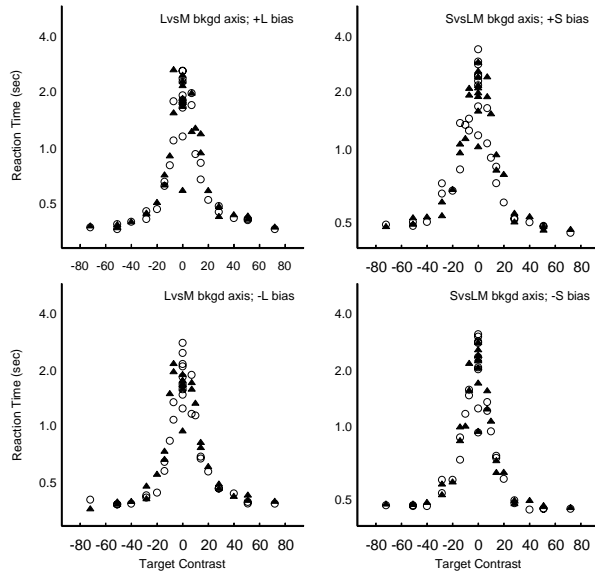 LvsM bkgd axis; +L bias
SvsLM bkgd axis; +S bias
Reaction Time (sec)
4.0
2.0
1.0
0.5
-80 -60 -40 -20 0 20 40 60 80
4.0
2.0
1.0
0.5
-80 -60 -40 -20 0 20 40 60 80
LvsM bkgd axis; -L bias
SvsLM bkgd axis; -S bias
Reaction Time (sec)
4.0
2.0
1.0
0.5
-80 -60 -40 -20 0 20 40 60 80
Target Contrast
4.0
2.0
1.0
0.5
-80 -60 -40 -20 0 20 40 60 80
Target Contrast